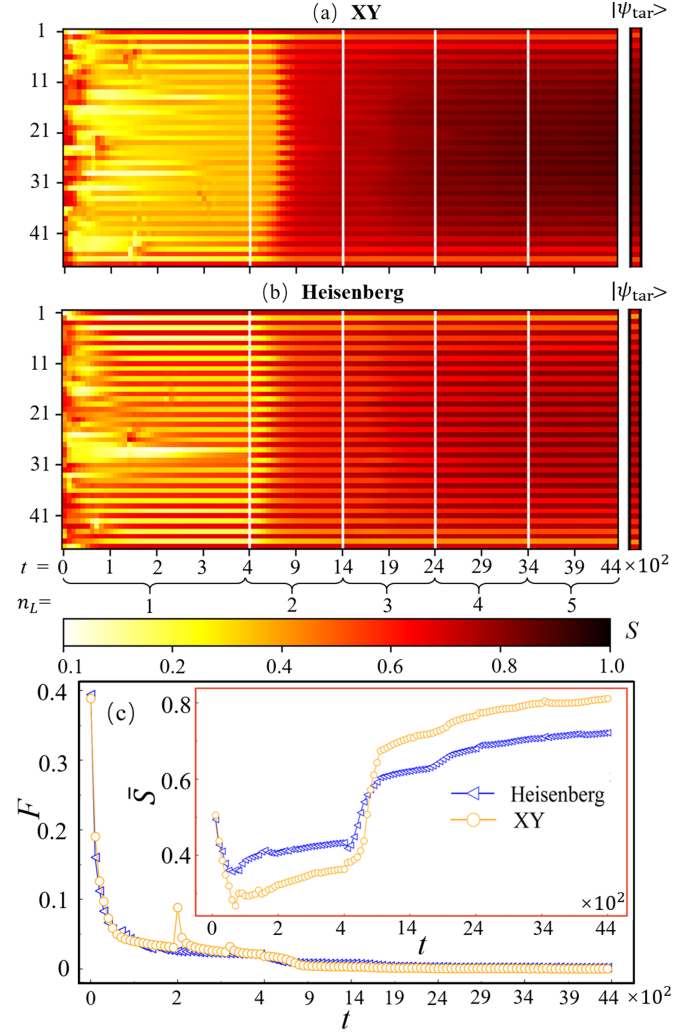 (a) XY |ψtar>
1
11
21
31
41
(b) Heisenberg |ψtar>
1
11
21
31
41
t = 0 1 2 3 4 9 14 19 24 29 34 39 44 ×10²
n_L= 1 2 3 4 5
S
0.1 0.2 0.4 0.6 0.8 1.0
(c)
F
0.4
0.3
0.2
0.1
0
S̄
0.8
0.6
0.4
Heisenberg
XY
×10²
0 2 4 14 24 34 44
t
0 2 4 9 14 19 24 29 34 39 44 ×10²
t